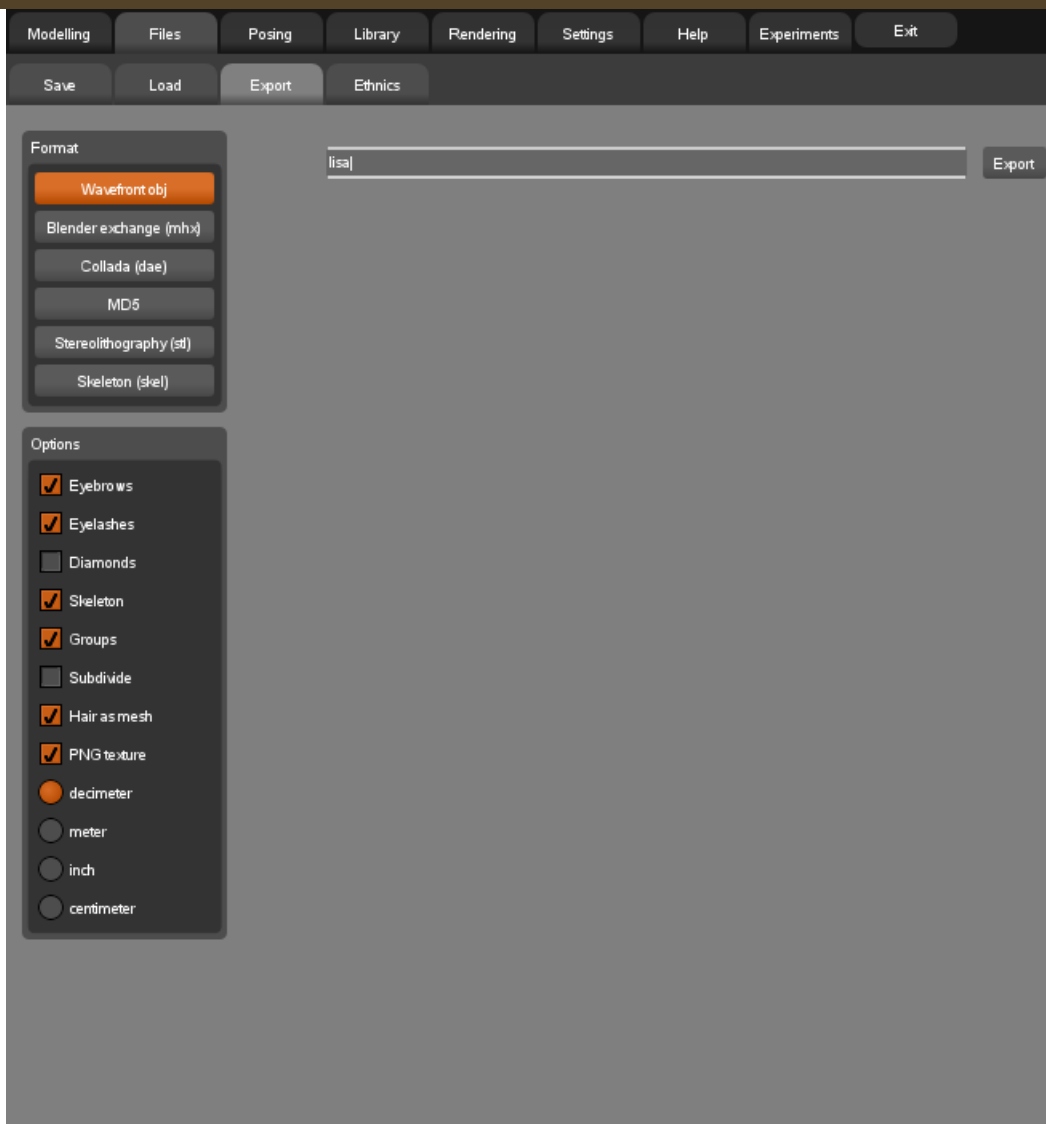 Modelling Files Posing Library Rendering Settings Help Experiments Exit
Save Load Export Ethnics
Format
Wavefront obj
Blender exchange (mhx)
Collada (dae)
MD5
Stereolithography (stl)
Skeleton (skel)
lisa
Export
Options
Eyebrows
Eyelashes
Diamonds
Skeleton
Groups
Subdivide
Hair as mesh
PNG texture
decimeter
meter
inch
centimeter